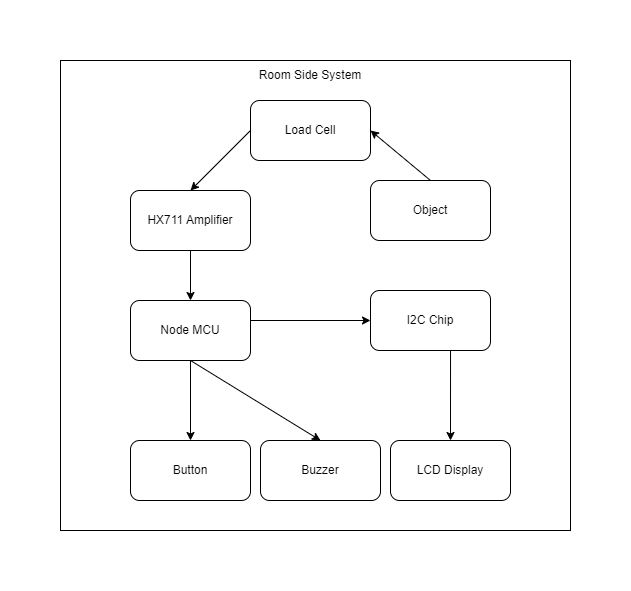 Room Side System
Load Cell
Object
HX711 Amplifier
Node MCU
I2C Chip
Button
Buzzer
LCD Display